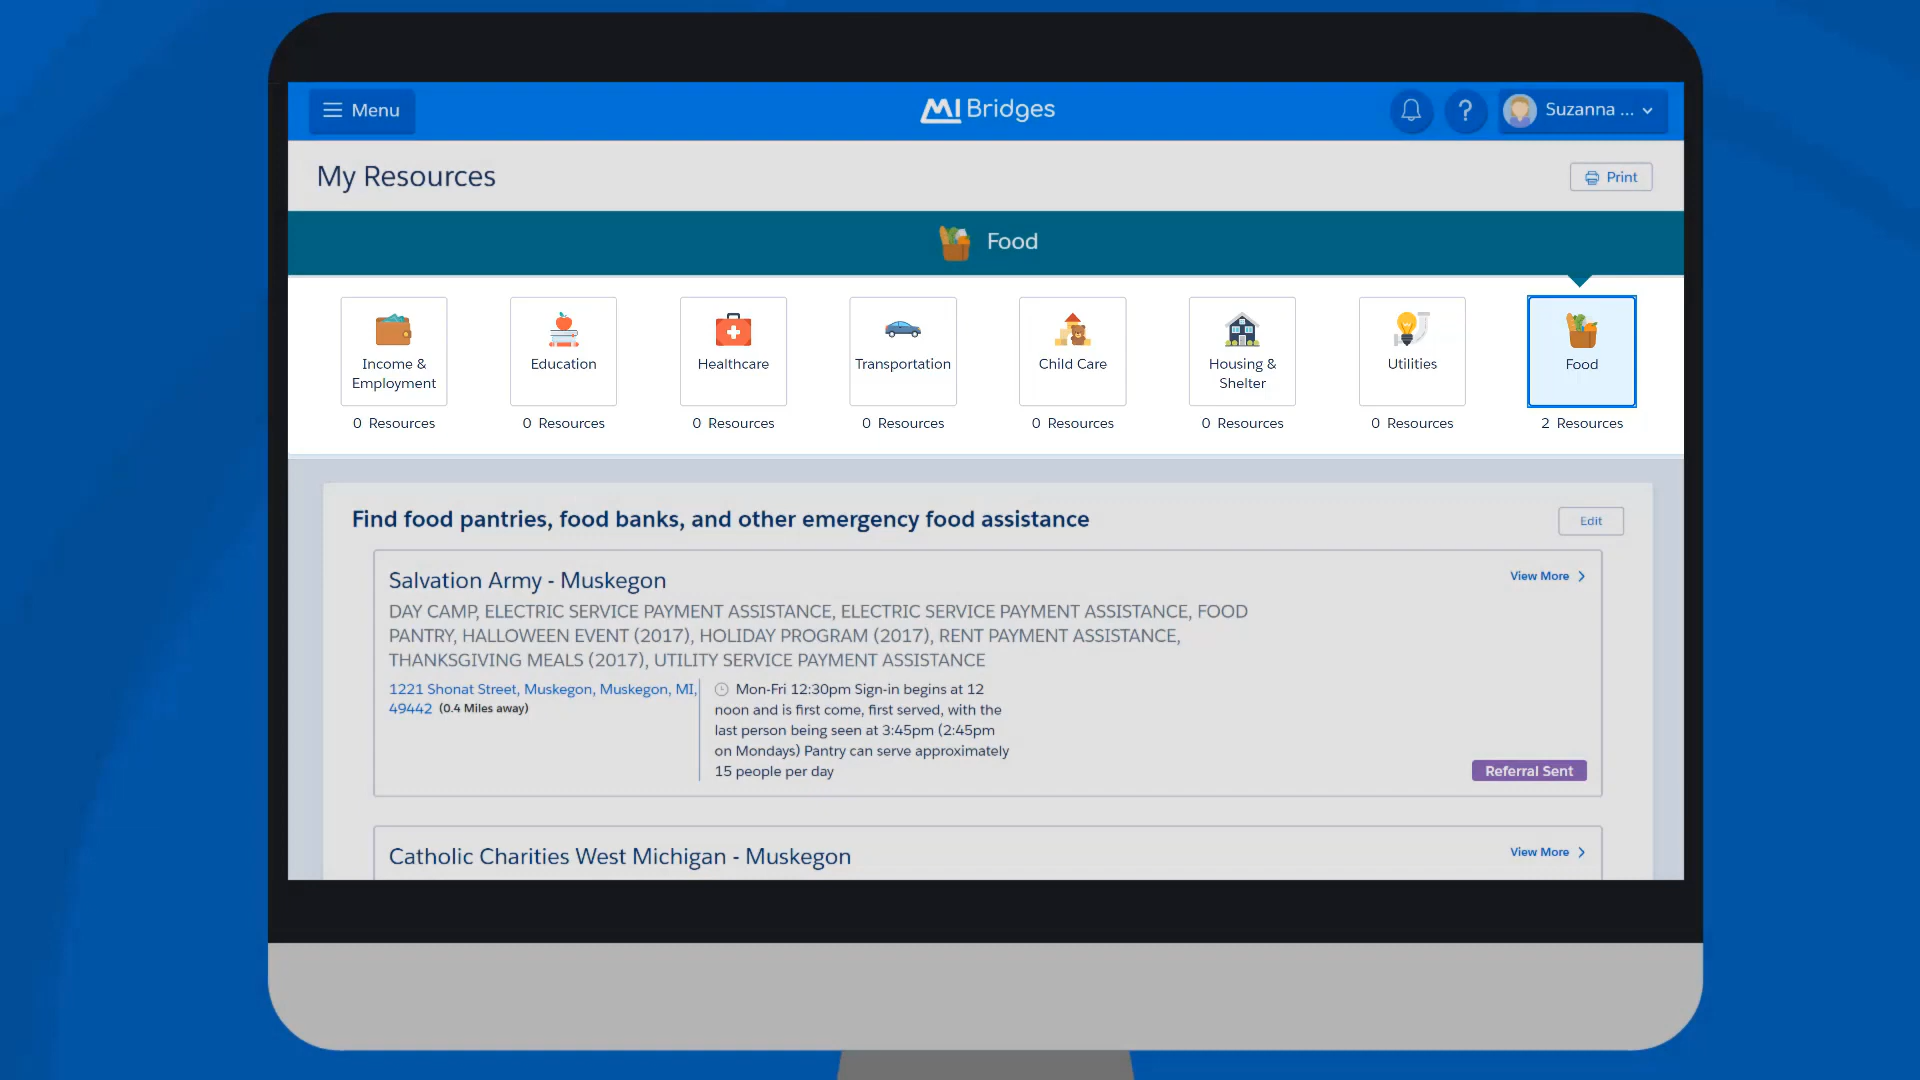 Menu
MI Bridges
?
Suzanna ...
My Resources
Print
Food
Income &
Employment
0 Resources
Education
0 Resources
Healthcare
0 Resources
Transportation
0 Resources
Child Care
0 Resources
Housing &
Shelter
0 Resources
Utilities
0 Resources
Food
2 Resources
Find food pantries, food banks, and other emergency food assistance
Edit
Salvation Army - Muskegon
View More
DAY CAMP, ELECTRIC SERVICE PAYMENT ASSISTANCE, ELECTRIC SERVICE PAYMENT ASSISTANCE, FOOD
PANTRY, HALLOWEEN EVENT (2017), HOLIDAY PROGRAM (2017), RENT PAYMENT ASSISTANCE,
THANKSGIVING MEALS (2017), UTILITY SERVICE PAYMENT ASSISTANCE
1221 Shonat Street, Muskegon, Muskegon, MI,
49442 (0.4 Miles away)
Mon-Fri 12:30pm Sign-in begins at 12
noon and is first come, first served, with the
last person being seen at 3:45pm (2:45pm
on Mondays) Pantry can serve approximately
15 people per day
Referral Sent
Catholic Charities West Michigan - Muskegon
View More